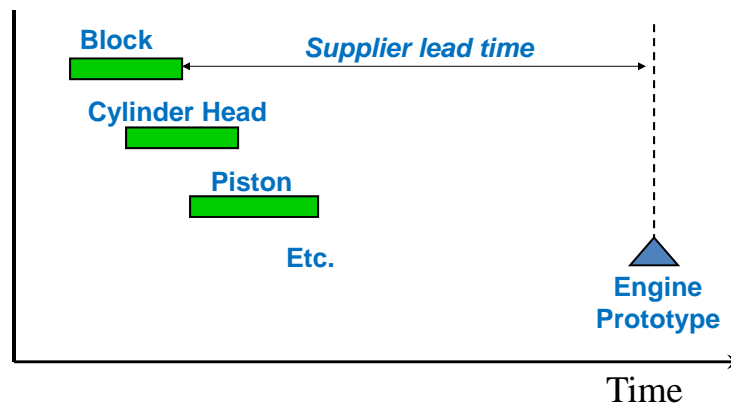 Block
Supplier lead time
Cylinder Head
Piston
Etc.
Engine
Prototype
Time